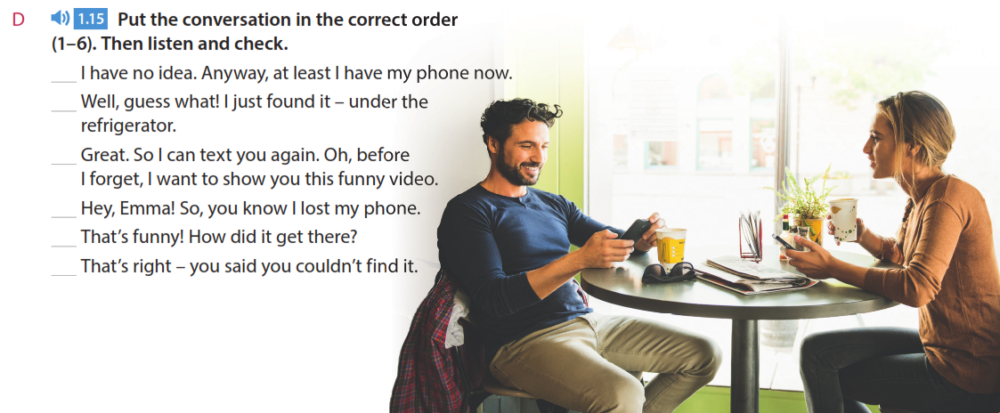 D 1.15 Put the conversation in the correct order
(1–6). Then listen and check.
___ I have no idea. Anyway, at least I have my phone now.
___ Well, guess what! I just found it – under the
refrigerator.
___ Great. So I can text you again. Oh, before
I forget, I want to show you this funny video.
___ Hey, Emma! So, you know I lost my phone.
___ That’s funny! How did it get there?
___ That’s right – you said you couldn’t find it.